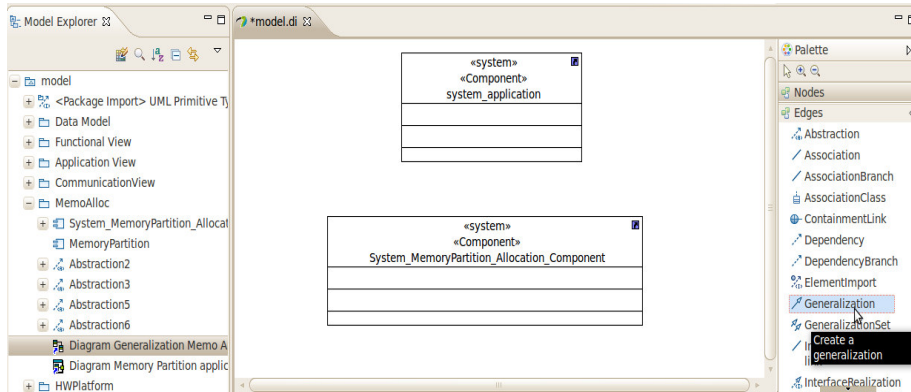 Model Explorer
*model.di
model
<Package Import> UML Primitive Ty
Data Model
Functional View
Application View
CommunicationView
MemoAlloc
System_MemoryPartition_Allocat
MemoryPartition
Abstraction2
Abstraction3
Abstraction5
Abstraction6
Diagram Generalization Memo A
Diagram Memory Partition applic
HWPlatform
«system»
«Component»
system_application
«system»
«Component»
System_MemoryPartition_Allocation_Component
Palette
Nodes
Edges
Abstraction
Association
AssociationBranch
AssociationClass
ContainmentLink
Dependency
DependencyBranch
ElementImport
Generalization
GeneralizationSet
Create a
generalization
InterfaceRealization